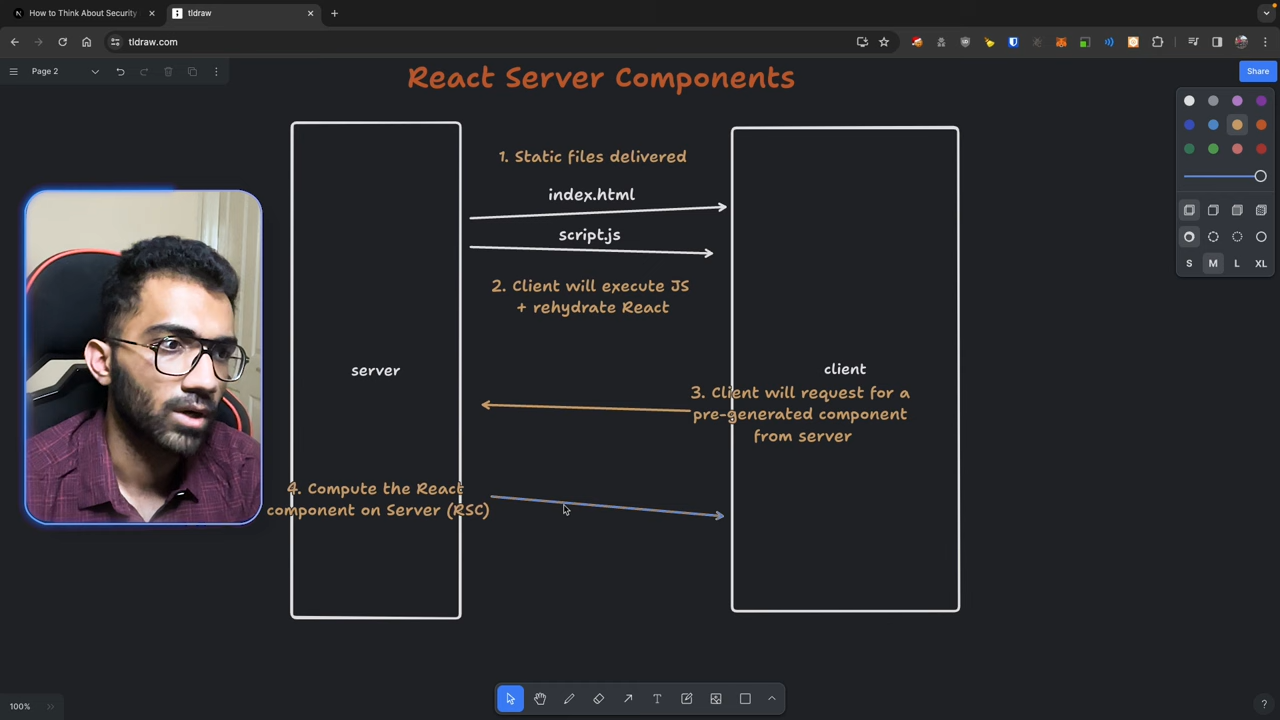 How to Think About Security
tldraw
tldraw.com
Page 2
Share
React Server Components
1. Static files delivered
index.html
script.js
2. Client will execute JS
+ rehydrate React
server
client
3. Client will request for a
pre-generated component
from server
4. Compute the React
component on Server (RSC)
S M L XL
100%
T
?